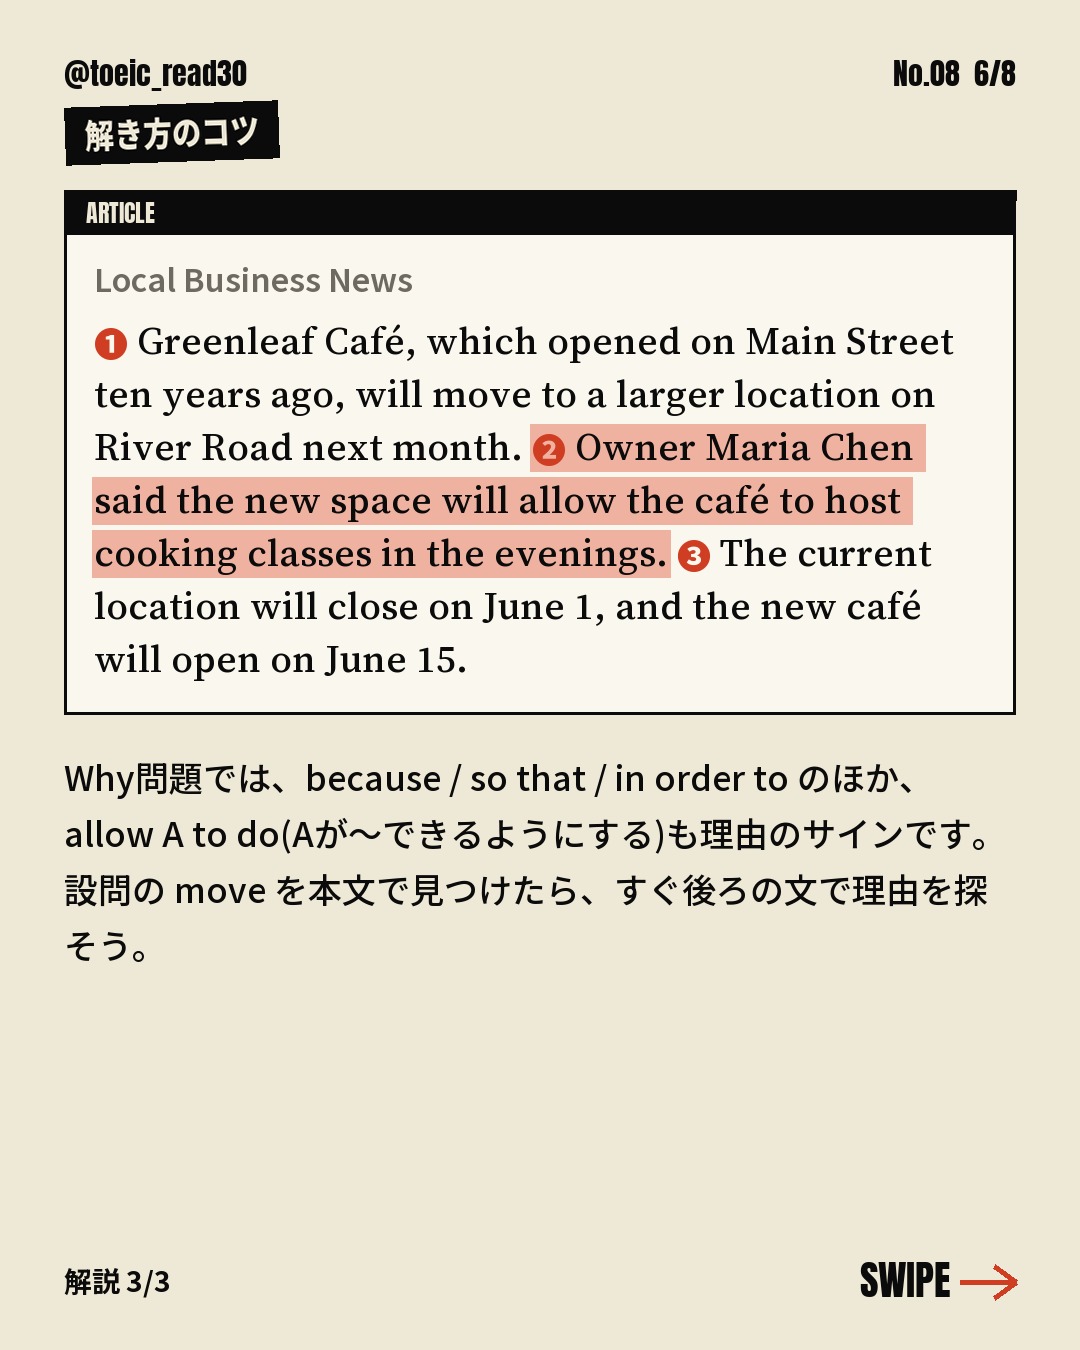 @toeic_read30
No.08 6/8
解き方のコツ
ARTICLE
Local Business News
❶ Greenleaf Café, which opened on Main Street
ten years ago, will move to a larger location on
River Road next month. ❷ Owner Maria Chen
said the new space will allow the café to host
cooking classes in the evenings. ❸ The current
location will close on June 1, and the new café
will open on June 15.
Why問題では、because / so that / in order to のほか、
allow A to do(Aが〜できるようにする)も理由のサインです。
設問の move を本文で見つけたら、すぐ後ろの文で理由を探
そう。
解説 3/3
SWIPE →